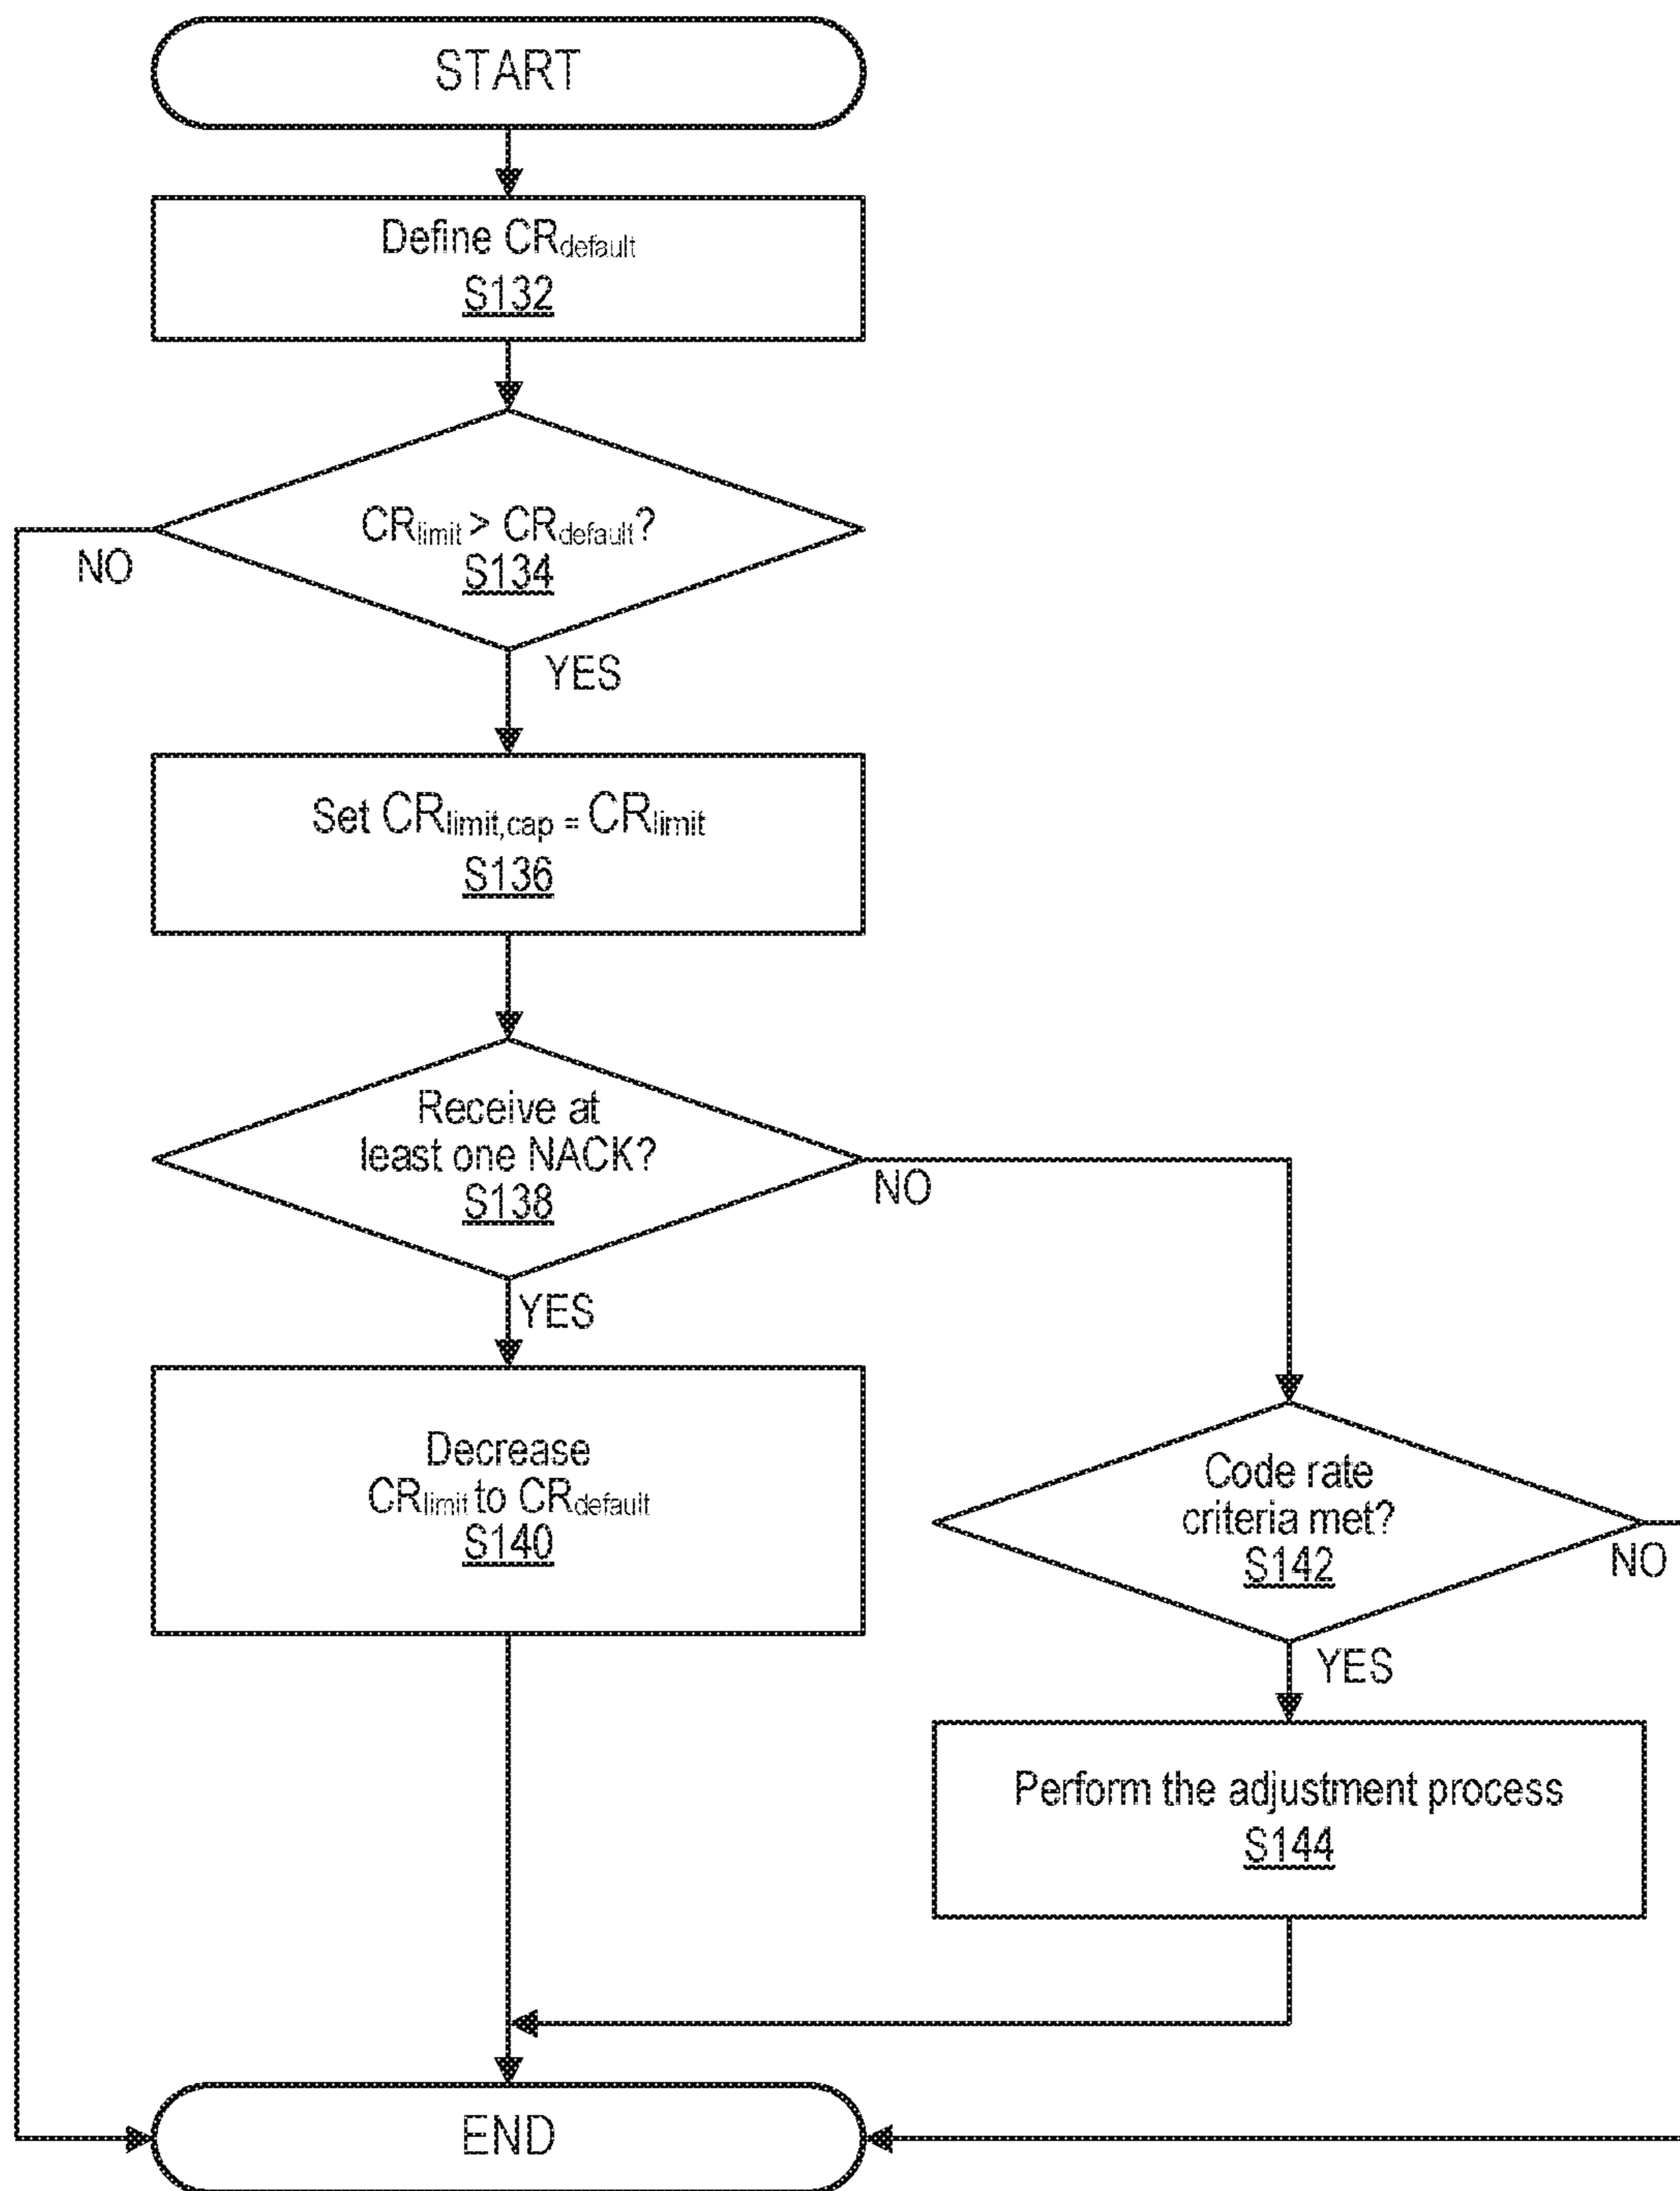 START
Define CRdefault
S132
CRlimit > CRdefault?
S134
NO
YES
Set CRlimit,cap = CRlimit
S136
Receive at
least one NACK?
S138
NO
YES
Decrease
CRlimit to CRdefault
S140
Code rate
criteria met?
S142
NO
YES
Perform the adjustment process
S144
END